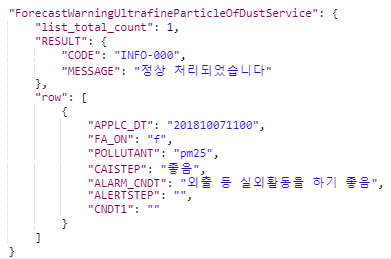 "ForecastWarningUltrafineParticleOfDustService": {
"list_total_count": 1,
"RESULT": {
"CODE": "INFO-000",
"MESSAGE": "정상 처리되었습니다"
},
"row": [
{
"APPLC_DT": "201810071100",
"FA_ON": "f",
"POLLUTANT": "pm25",
"CAISTEP": "좋음",
"ALARM_CNDT": "외출 등 실외활동을 하기 좋음",
"ALERTSTEP": "",
"CNDT1": ""
}
]
}